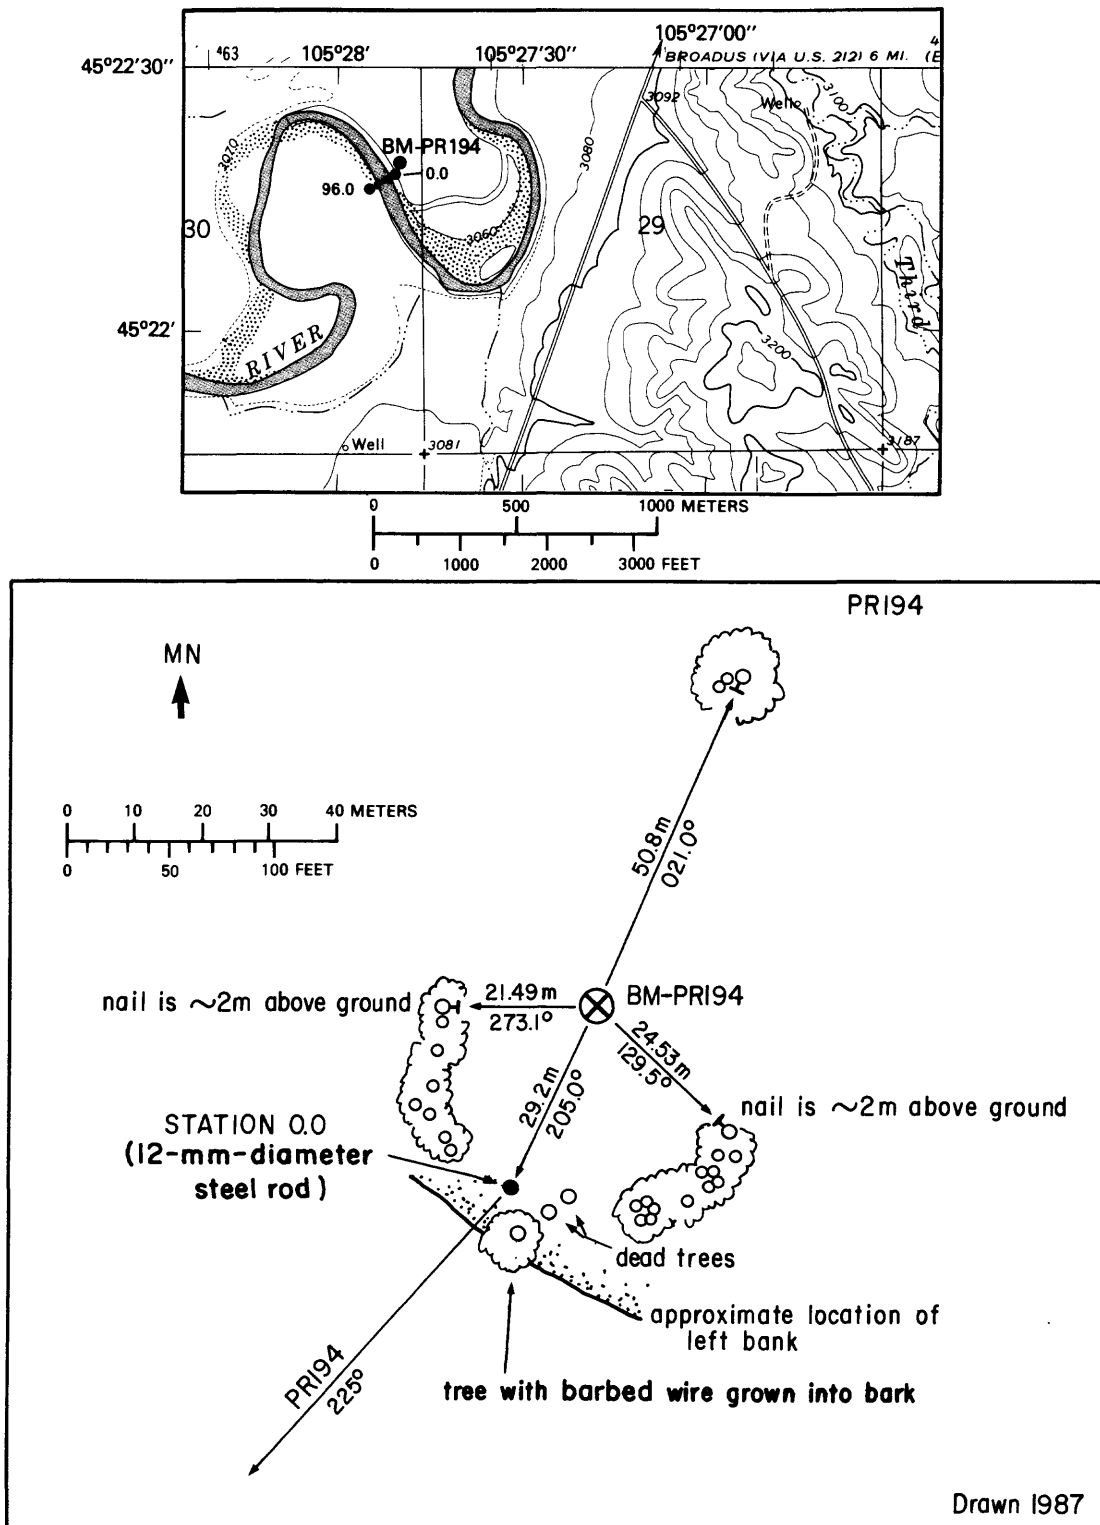 105°28' 105°27'30" 105°27'00"
463
BROADUS (VIA U.S. 212) 6 MI.
45°22'30"
3092
Well
3100
3070
3080
BM-PR194
0.0
96.0
30
29
3060
Third
45°22'
RIVER
3200
Well
3081
3187
0 500 1000 METERS
0 1000 2000 3000 FEET
PR194
MN
0 10 20 30 40 METERS
0 50 100 FEET
50.8m
021.0°
nail is ~2m above ground
21.49m
273.1°
BM-PR194
24.53m
129.5°
29.2m
205.0°
nail is ~2m above ground
STATION 0.0
(12-mm-diameter
steel rod)
dead trees
approximate location of
left bank
PR194
225°
tree with barbed wire grown into bark
Drawn 1987